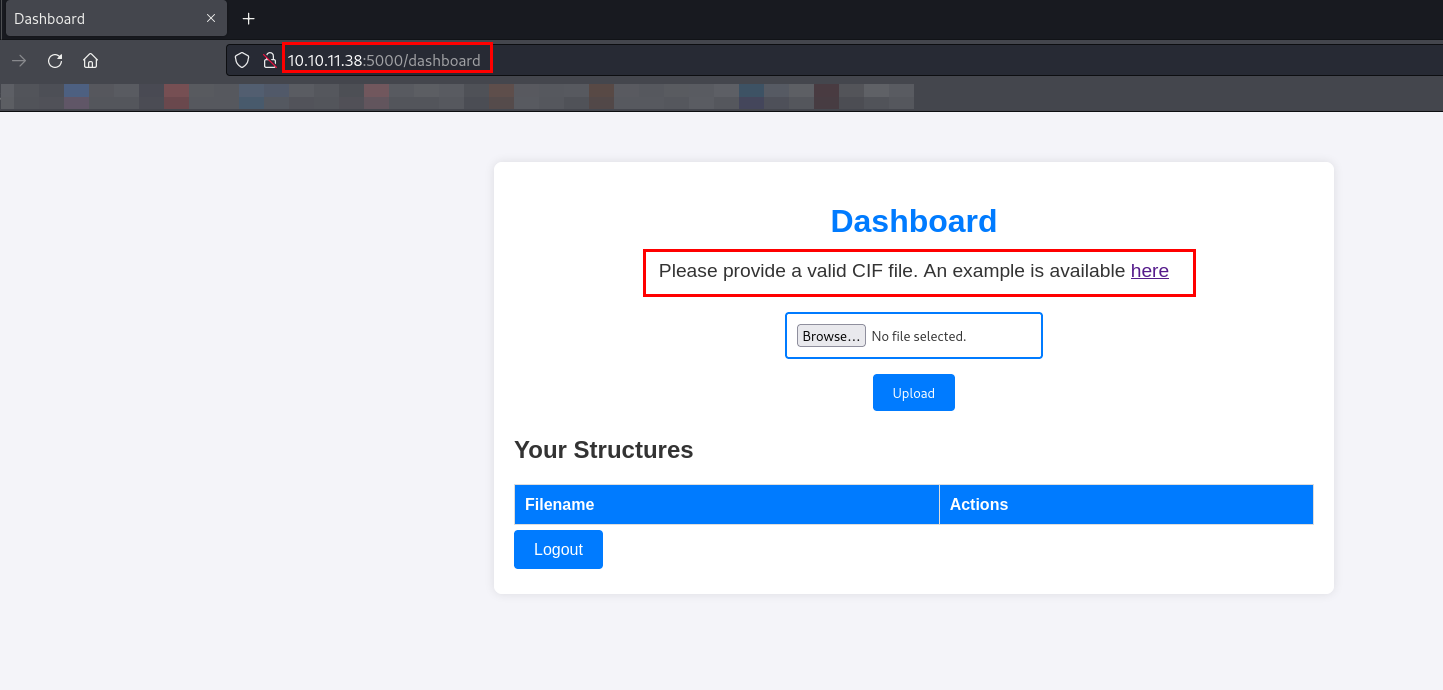 Dashboard
10.10.11.38:5000/dashboard
Dashboard
Please provide a valid CIF file. An example is available here
Browse... No file selected.
Upload
Your Structures
Filename Actions
Logout